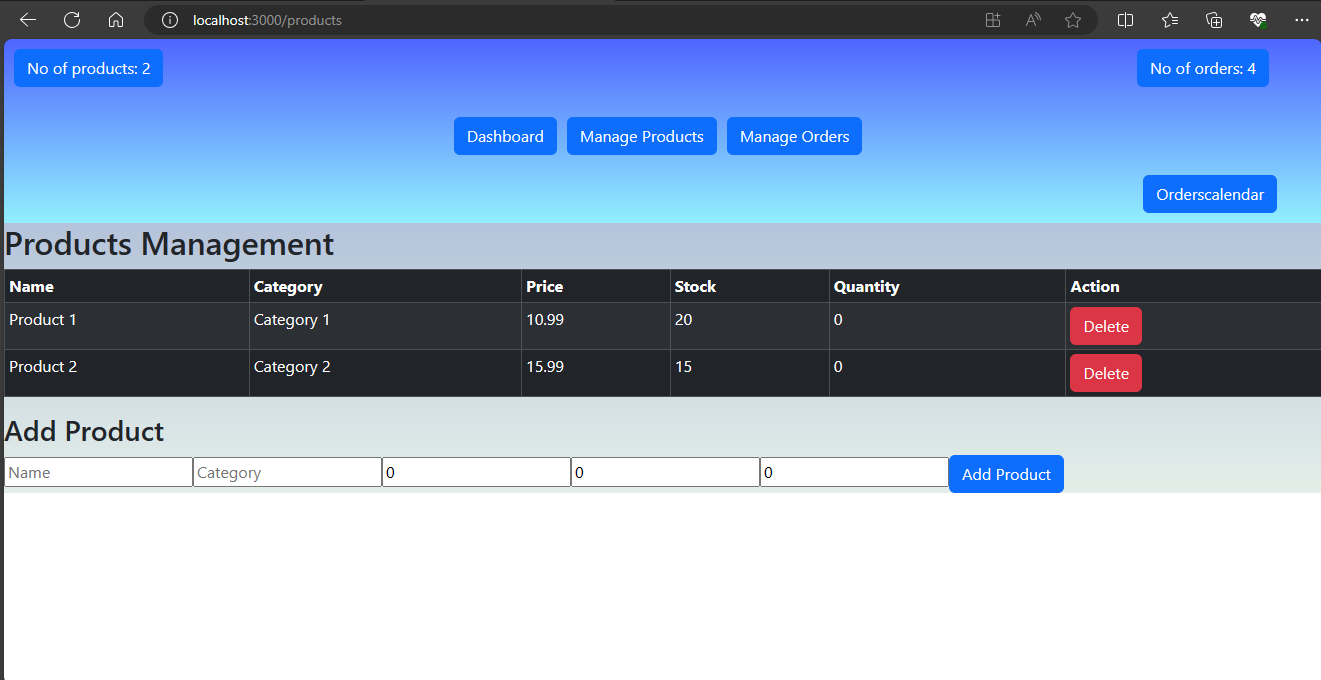 localhost:3000/products
No of products: 2
No of orders: 4
Dashboard Manage Products Manage Orders
Orderscalendar
Products Management
Name Category Price Stock Quantity Action
Product 1 Category 1 10.99 20 0 Delete
Product 2 Category 2 15.99 15 0 Delete
Add Product
Name Category 0 0 0 Add Product